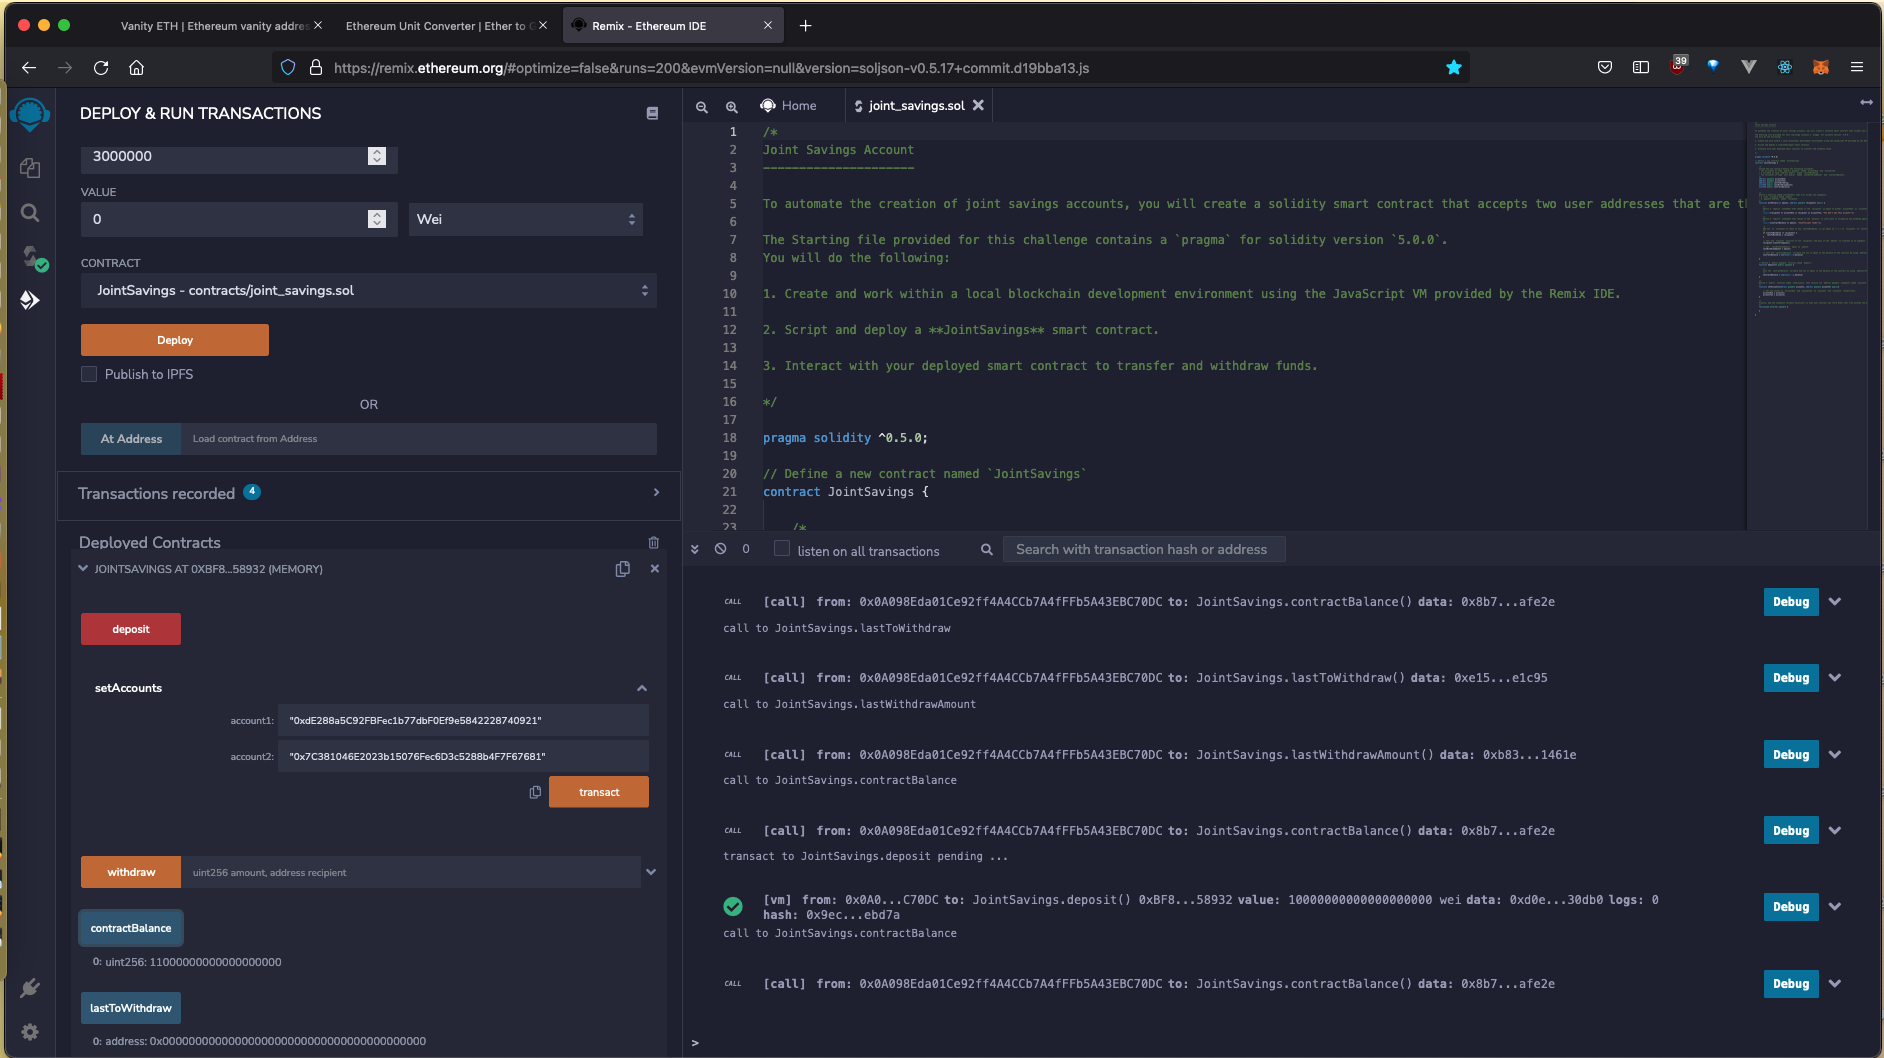 Vanity ETH | Ethereum vanity addre
Ethereum Unit Converter | Ether to G
Remix - Ethereum IDE
https://remix.ethereum.org/#optimize=false&runs=200&evmVersion=null&version=soljson-v0.5.17+commit.d19bba13.js
39
DEPLOY & RUN TRANSACTIONS
3000000
VALUE
0
Wei
CONTRACT
JointSavings - contracts/joint_savings.sol
Deploy
Publish to IPFS
OR
At Address
Load contract from Address
Transactions recorded 4
Deployed Contracts
JOINTSAVINGS AT 0XBF8...58932 (MEMORY)
deposit
setAccounts
account1: "0xdE288a5C92FBFec1b77dbF0Ef9e5842228740921"
account2: "0x7C381046E2023b15076Fec6D3c5288b4F7F67681"
transact
withdraw
uint256 amount, address recipient
contractBalance
0: uint256: 11000000000000000000
lastToWithdraw
0: address: 0x0000000000000000000000000000000000000000
Home
joint_savings.sol
1 /*
2 Joint Savings Account
3 ---------------------
4
5 To automate the creation of joint savings accounts, you will create a solidity smart contract that accepts two user addresses that are th
6
7 The Starting file provided for this challenge contains a `pragma` for solidity version `5.0.0`.
8 You will do the following:
9
10 1. Create and work within a local blockchain development environment using the JavaScript VM provided by the Remix IDE.
11
12 2. Script and deploy a **JointSavings** smart contract.
13
14 3. Interact with your deployed smart contract to transfer and withdraw funds.
15
16 */
17
18 pragma solidity ^0.5.0;
19
20 // Define a new contract named `JointSavings`
21 contract JointSavings {
22
23 /*
0
listen on all transactions
Search with transaction hash or address
CALL [call] from: 0x0A098Eda01Ce92ff4A4CCb7A4fFFb5A43EBC70DC to: JointSavings.contractBalance() data: 0x8b7...afe2e Debug
call to JointSavings.lastToWithdraw
CALL [call] from: 0x0A098Eda01Ce92ff4A4CCb7A4fFFb5A43EBC70DC to: JointSavings.lastToWithdraw() data: 0xe15...e1c95 Debug
call to JointSavings.lastWithdrawAmount
CALL [call] from: 0x0A098Eda01Ce92ff4A4CCb7A4fFFb5A43EBC70DC to: JointSavings.lastWithdrawAmount() data: 0xb83...1461e Debug
call to JointSavings.contractBalance
CALL [call] from: 0x0A098Eda01Ce92ff4A4CCb7A4fFFb5A43EBC70DC to: JointSavings.contractBalance() data: 0x8b7...afe2e Debug
transact to JointSavings.deposit pending ...
[vm] from: 0x0A0...C70DC to: JointSavings.deposit() 0xBF8...58932 value: 10000000000000000000 wei data: 0xd0e...30db0 logs: 0 Debug
hash: 0x9ec...ebd7a
call to JointSavings.contractBalance
CALL [call] from: 0x0A098Eda01Ce92ff4A4CCb7A4fFFb5A43EBC70DC to: JointSavings.contractBalance() data: 0x8b7...afe2e Debug
>